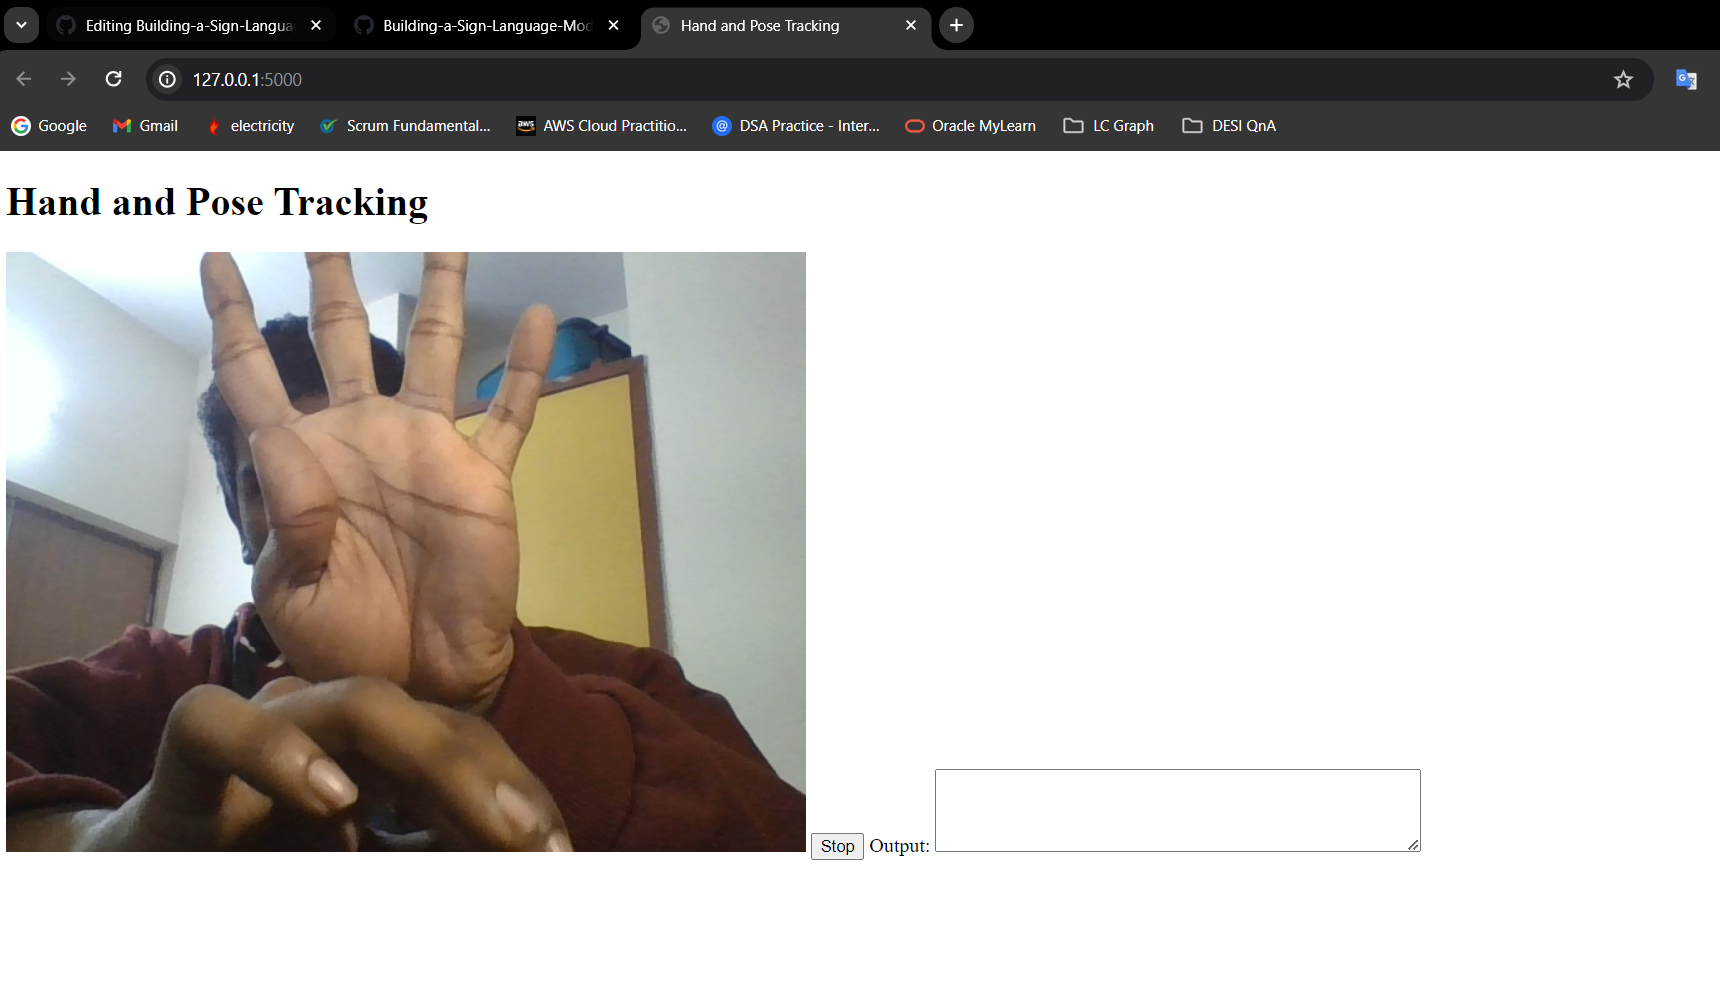 Editing Building-a-Sign-Langua
Building-a-Sign-Language-Mod
Hand and Pose Tracking
127.0.0.1:5000
Google
Gmail
electricity
Scrum Fundamental...
aws
AWS Cloud Practitio...
DSA Practice - Inter...
Oracle MyLearn
LC Graph
DESI QnA
Hand and Pose Tracking
Stop
Output: